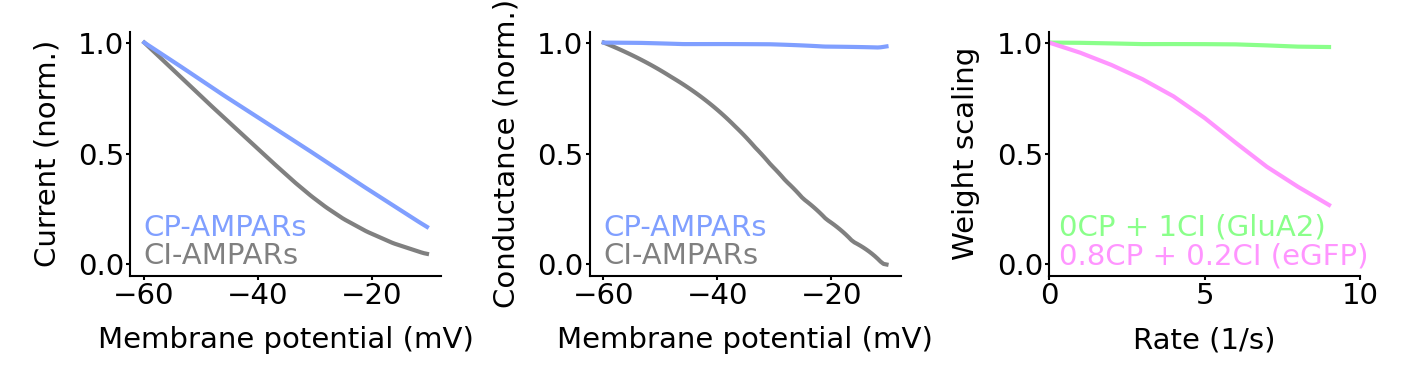 Current (norm.)
1.0
0.5
0.0
CP-AMPARs
CI-AMPARs
−60
−40
−20
Membrane potential (mV)
Conductance (norm.)
1.0
0.5
0.0
CP-AMPARs
CI-AMPARs
−60
−40
−20
Membrane potential (mV)
Weight scaling
1.0
0.5
0.0
0CP + 1CI (GluA2)
0.8CP + 0.2CI (eGFP)
0
5
10
Rate (1/s)